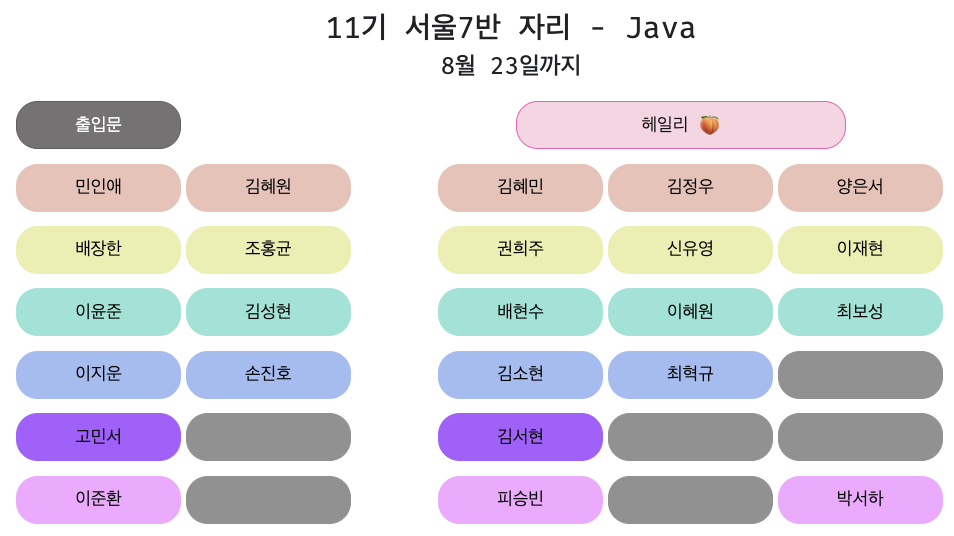 11기 서울7반 자리 - Java
8월 23일까지
출입문 헤일리 🍑
민인애 김혜원 김혜민 김정우 양은서
배장한 조홍균 권희주 신유영 이재현
이윤준 김성현 배현수 이혜원 최보성
이지운 손진호 김소현 최혁규
고민서 김서현
이준환 피승빈 박서하